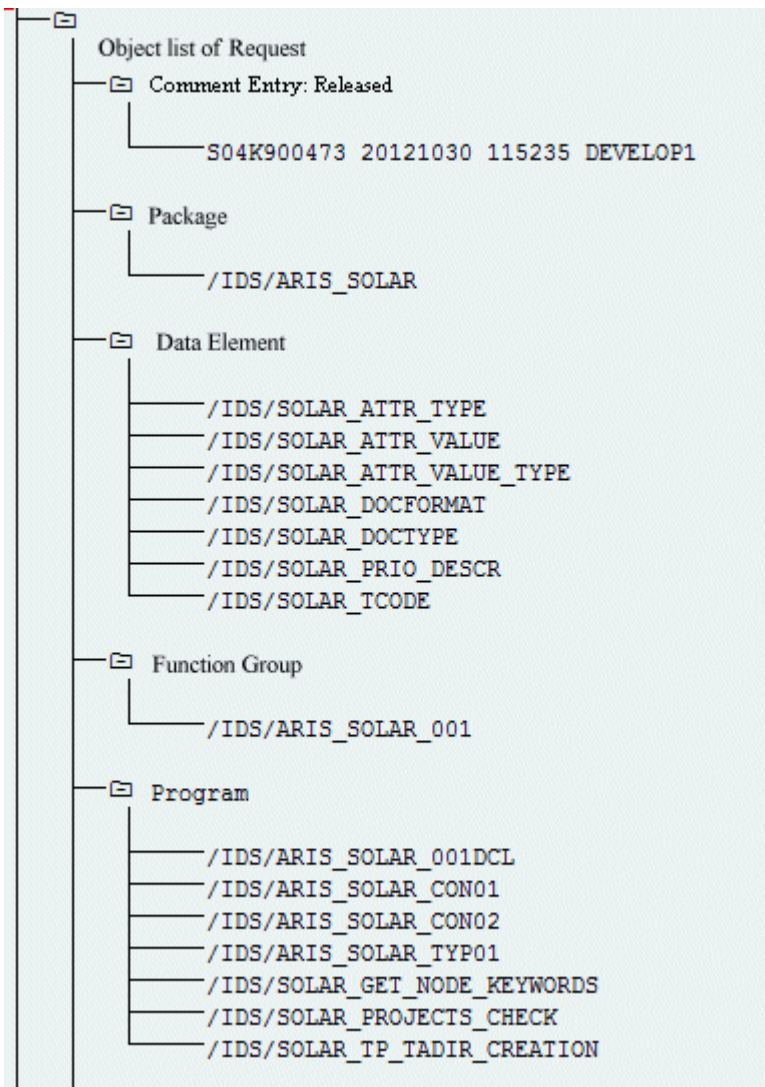 Object list of Request
Comment Entry: Released
S04K900473 20121030 115235 DEVELOP1
Package
/IDS/ARIS_SOLAR
Data Element
/IDS/SOLAR_ATTR_TYPE
/IDS/SOLAR_ATTR_VALUE
/IDS/SOLAR_ATTR_VALUE_TYPE
/IDS/SOLAR_DOCFORMAT
/IDS/SOLAR_DOCTYPE
/IDS/SOLAR_PRIO_DESCR
/IDS/SOLAR_TCODE
Function Group
/IDS/ARIS_SOLAR_001
Program
/IDS/ARIS_SOLAR_001DCL
/IDS/ARIS_SOLAR_CON01
/IDS/ARIS_SOLAR_CON02
/IDS/ARIS_SOLAR_TYP01
/IDS/SOLAR_GET_NODE_KEYWORDS
/IDS/SOLAR_PROJECTS_CHECK
/IDS/SOLAR_TP_TADIR_CREATION